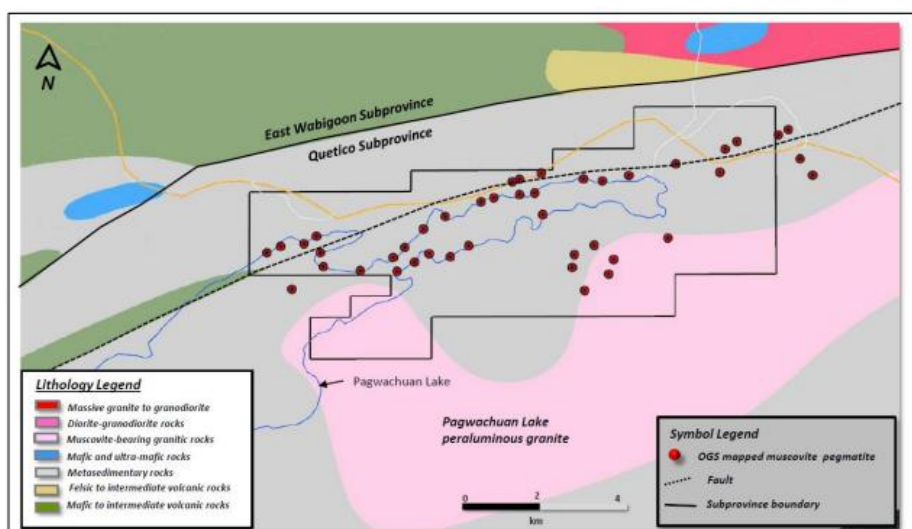 N
East Wabigoon Subprovince
Quetico Subprovince
Pagwachuan Lake
Pagwachuan Lake
peraluminous granite
Lithology Legend
Massive granite to granodiorite
Diorite-granodiorite rocks
Muscovite-bearing granitic rocks
Mafic and ultra-mafic rocks
Metasedimentary rocks
Felsic to intermediate volcanic rocks
Mafic to intermediate volcanic rocks
0 2 4
km
Symbol Legend
OGS mapped muscovite pegmatite
Fault
Subprovince boundary